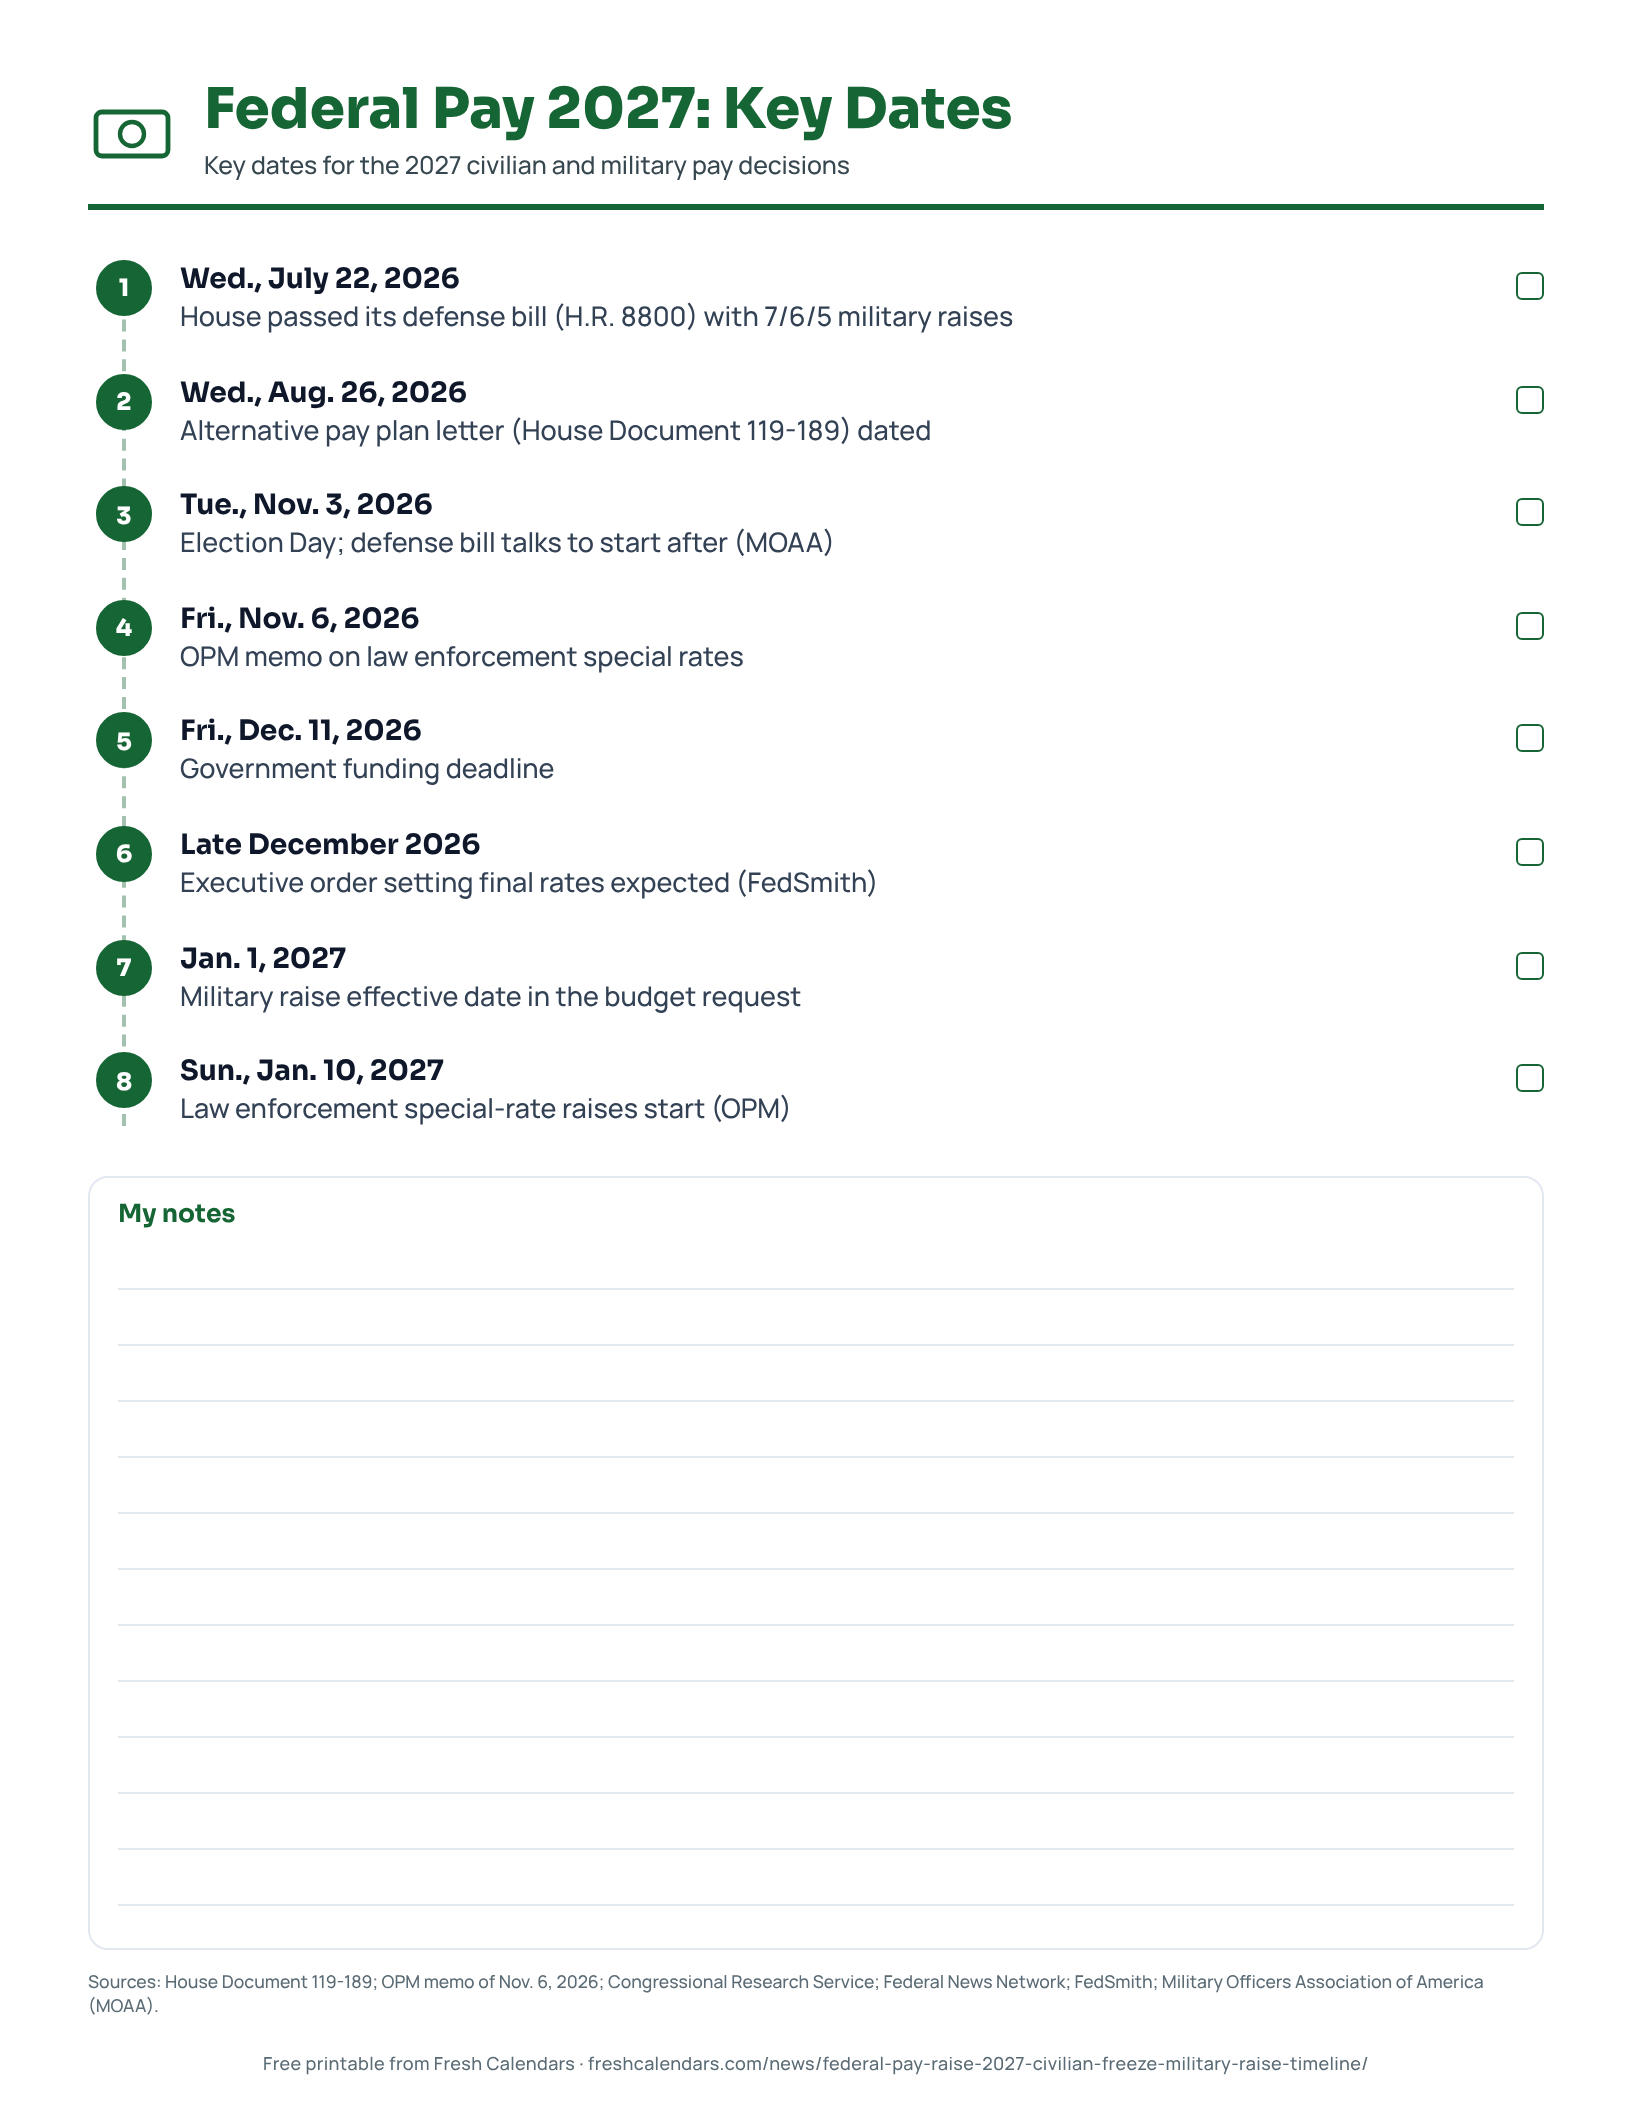 Federal Pay 2027: Key Dates
Key dates for the 2027 civilian and military pay decisions
1
Wed., July 22, 2026
House passed its defense bill (H.R. 8800) with 7/6/5 military raises
2
Wed., Aug. 26, 2026
Alternative pay plan letter (House Document 119-189) dated
3
Tue., Nov. 3, 2026
Election Day; defense bill talks to start after (MOAA)
4
Fri., Nov. 6, 2026
OPM memo on law enforcement special rates
5
Fri., Dec. 11, 2026
Government funding deadline
6
Late December 2026
Executive order setting final rates expected (FedSmith)
7
Jan. 1, 2027
Military raise effective date in the budget request
8
Sun., Jan. 10, 2027
Law enforcement special-rate raises start (OPM)
My notes
Sources: House Document 119-189; OPM memo of Nov. 6, 2026; Congressional Research Service; Federal News Network; FedSmith; Military Officers Association of America
(MOAA).
Free printable from Fresh Calendars · freshcalendars.com/news/federal-pay-raise-2027-civilian-freeze-military-raise-timeline/